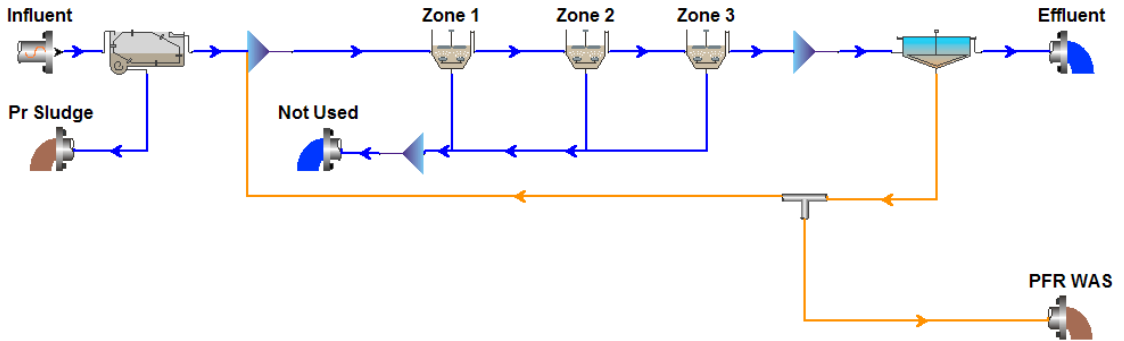 Influent
Zone 1
Zone 2
Zone 3
Effluent
Pr Sludge
Not Used
PFR WAS